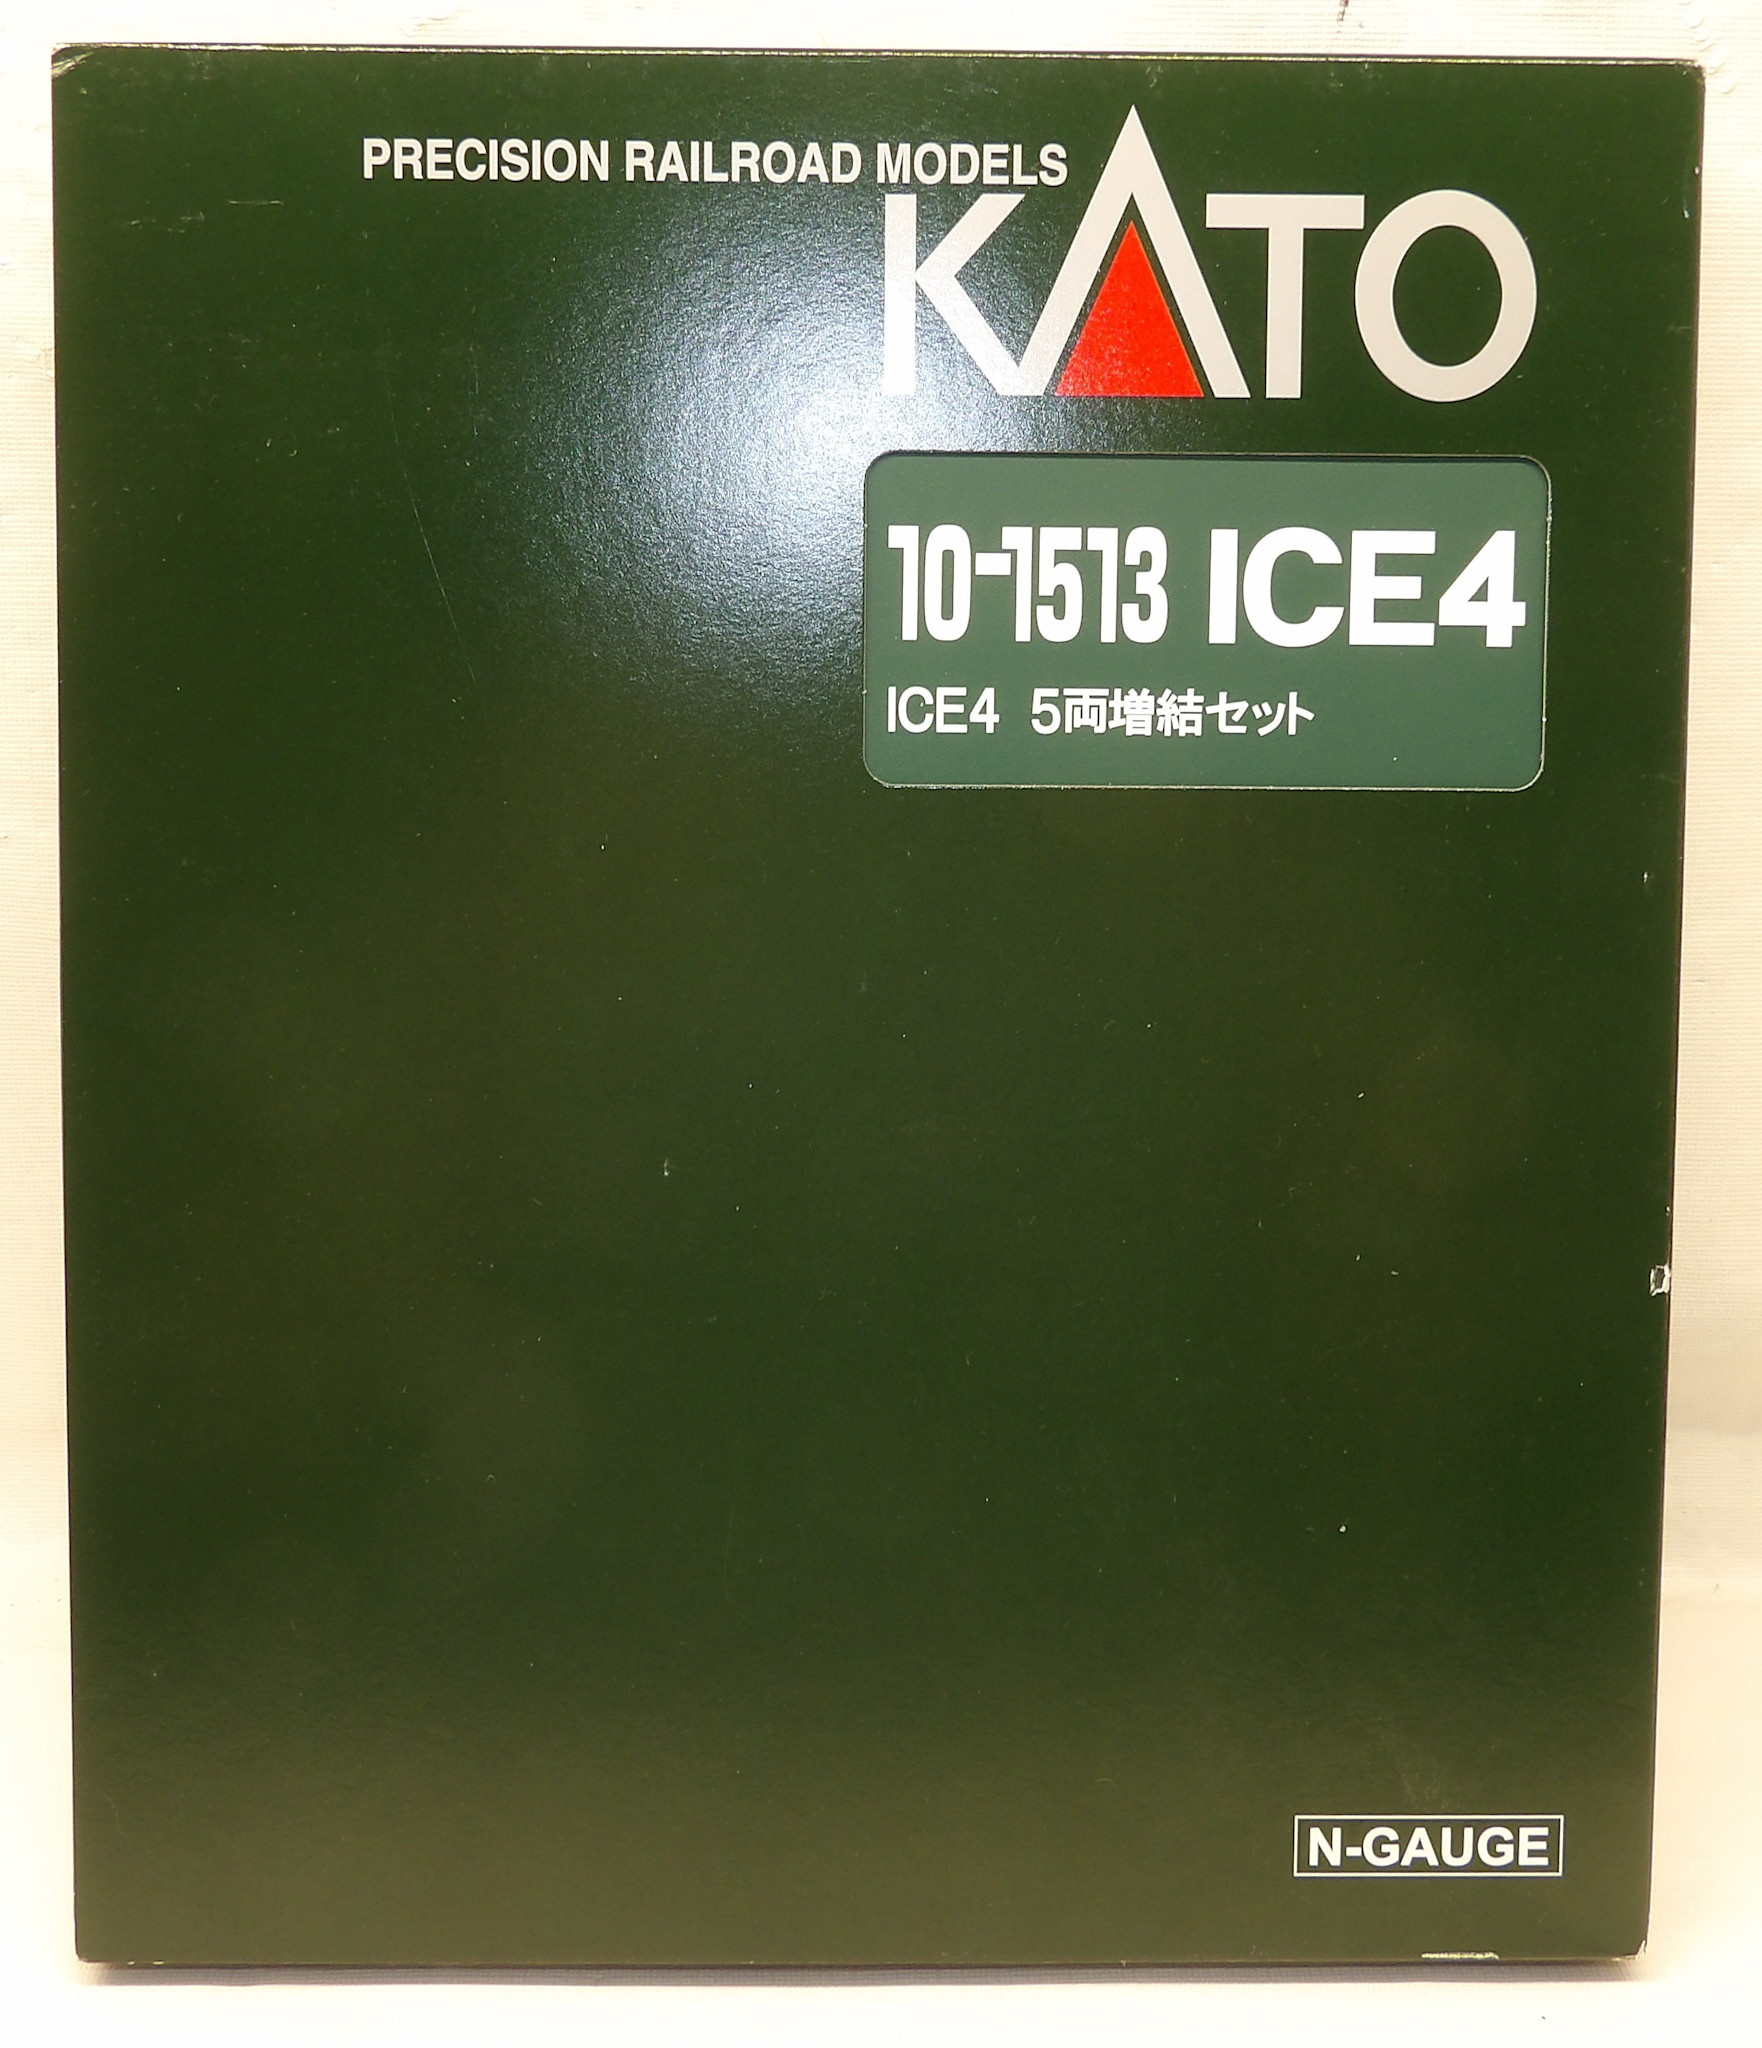 PRECISION RAILROAD MODELS
KATO
10-1513 ICE4
ICE4 5両増結セット
N-GAUGE